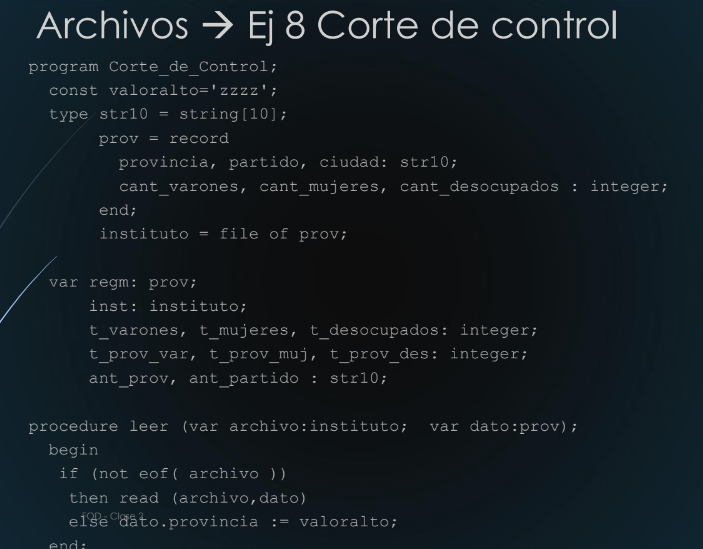 Archivos → Ej 8 Corte de control
program Corte_de_Control;
const valoralto='zzzz';
type str10 = string[10];
prov = record
provincia, partido, ciudad: str10;
cant_varones, cant_mujeres, cant_desocupados : integer;
end;
instituto = file of prov;
var regm: prov;
inst: instituto;
t_varones, t_mujeres, t_desocupados: integer;
t_prov_var, t_prov_muj, t_prov_des: integer;
ant_prov, ant_partido : str10;
procedure leer (var archivo:instituto;  var dato:prov);
begin
if (not eof( archivo ))
then read (archivo,dato)
else dato.provincia := valoralto;
FOD - Clase 2
end;